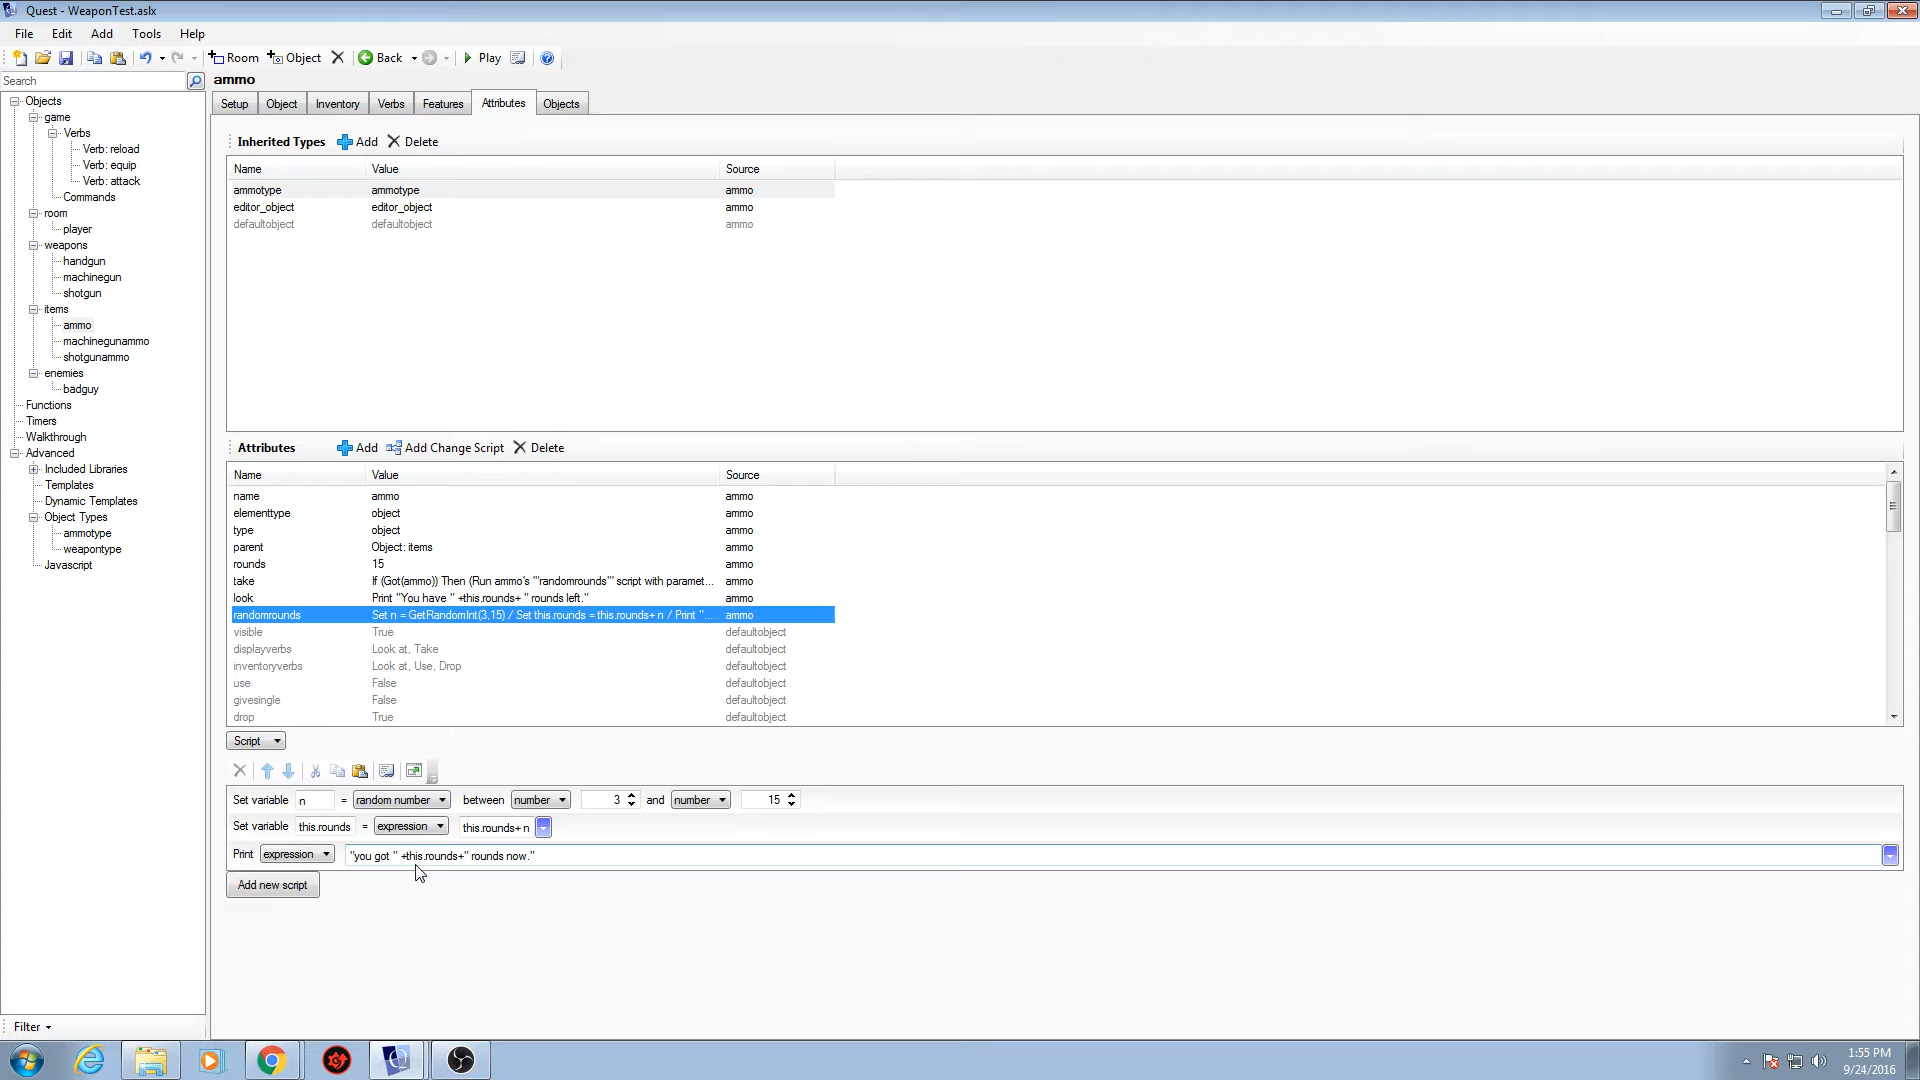 Quest - WeaponTest.aslx
File Edit Add Tools Help
Room Object Back Play
Search
ammo
Objects
game
Verbs
Verb: reload
Verb: equip
Verb: attack
Commands
room
player
weapons
handgun
machinegun
shotgun
items
ammo
machinegunammo
shotgunammo
enemies
badguy
Functions
Timers
Walkthrough
Advanced
Included Libraries
Templates
Dynamic Templates
Object Types
ammotype
weapontype
Javascript
Filter
Setup Object Inventory Verbs Features Attributes Objects
Inherited Types Add Delete
Name Value Source
ammotype ammotype ammo
editor_object editor_object ammo
defaultobject defaultobject ammo
Attributes Add Add Change Script Delete
Name Value Source
name ammo ammo
elementtype object ammo
type object ammo
parent Object: items ammo
rounds 15 ammo
take If (Got(ammo)) Then (Run ammo's "'randomrounds'" script with paramet... ammo
look Print "You have " +this.rounds+ " rounds left." ammo
randomrounds Set n = GetRandomInt(3,15) / Set this.rounds = this.rounds+ n / Print "... ammo
visible True defaultobject
displayverbs Look at, Take defaultobject
inventoryverbs Look at, Use, Drop defaultobject
use False defaultobject
givesingle False defaultobject
drop True defaultobject
Script
Set variable n = random number between number 3 and number 15
Set variable this.rounds = expression this.rounds+ n
Print expression "you got " +this.rounds+" rounds now."
Add new script
1:55 PM
9/24/2016